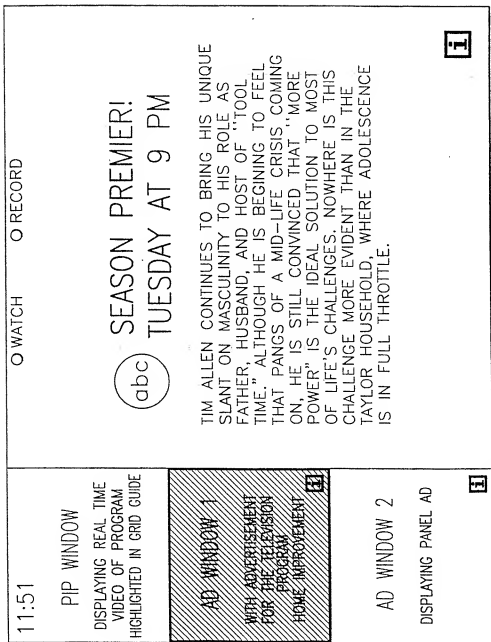 11:51
PIP WINDOW
DISPLAYING REAL TIME
VIDEO OF PROGRAM
HIGHLIGHTED IN GRID GUIDE
AD WINDOW 1
WITH ADVERTISEMENT
FOR THE TELEVISION
PROGRAM
HOME IMPROVEMENT
i
AD WINDOW 2
DISPLAYING PANEL AD
i
O WATCH O RECORD
abc
SEASON PREMIER!
TUESDAY AT 9 PM
TIM ALLEN CONTINUES TO BRING HIS UNIQUE
SLANT ON MASCULINITY TO HIS ROLE AS
FATHER, HUSBAND, AND HOST OF "TOOL
TIME." ALTHOUGH HE IS BEGINING TO FEEL
THAT PANGS OF A MID-LIFE CRISIS COMING
ON, HE IS STILL CONVINCED THAT "MORE
POWER" IS THE IDEAL SOLUTION TO MOST
OF LIFE'S CHALLENGES. NOWHERE IS THIS
CHALLENGE MORE EVIDENT THAN IN THE
TAYLOR HOUSEHOLD, WHERE ADOLESCENCE
IS IN FULL THROTTLE.
i